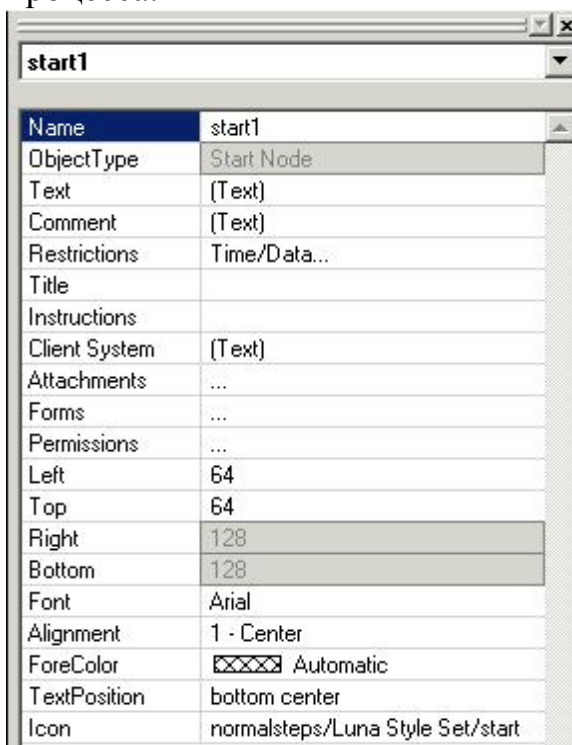 start1
Name start1
ObjectType Start Node
Text (Text)
Comment (Text)
Restrictions Time/Data...
Title
Instructions
Client System (Text)
Attachments ...
Forms ...
Permissions ...
Left 64
Top 64
Right 128
Bottom 128
Font Arial
Alignment 1 - Center
ForeColor Automatic
TextPosition bottom center
Icon normalsteps/Luna Style Set/start